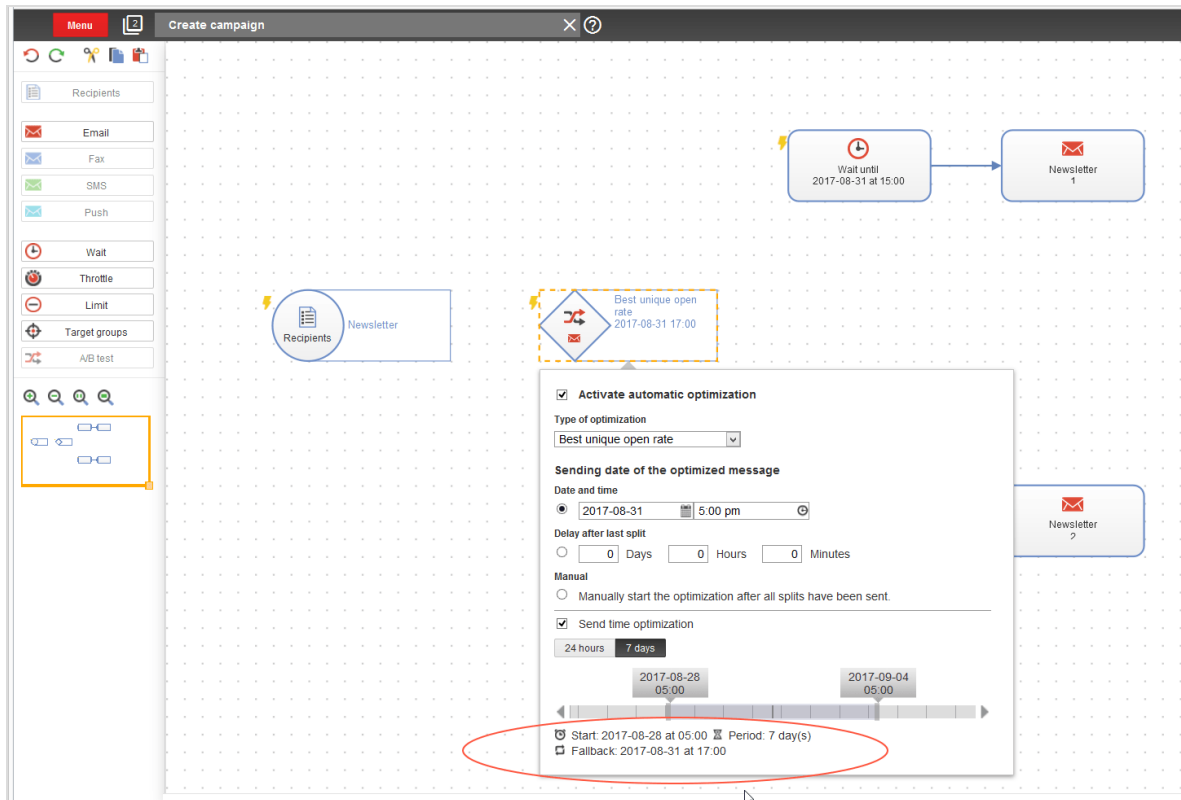 Menu
2
Create campaign
Recipients
Email
Fax
SMS
Push
Wait
Throttle
Limit
Target groups
A/B test
Wait until
2017-08-31 at 15:00
Newsletter
1
Recipients
Newsletter
Best unique open
rate
2017-08-31 17:00
Newsletter
2
Activate automatic optimization
Type of optimization
Best unique open rate
Sending date of the optimized message
Date and time
2017-08-31 5:00 pm
Delay after last split
0 Days 0 Hours 0 Minutes
Manual
Manually start the optimization after all splits have been sent.
Send time optimization
24 hours 7 days
2017-08-28
05:00
2017-09-04
05:00
Start: 2017-08-28 at 05:00 Period: 7 day(s)
Fallback: 2017-08-31 at 17:00